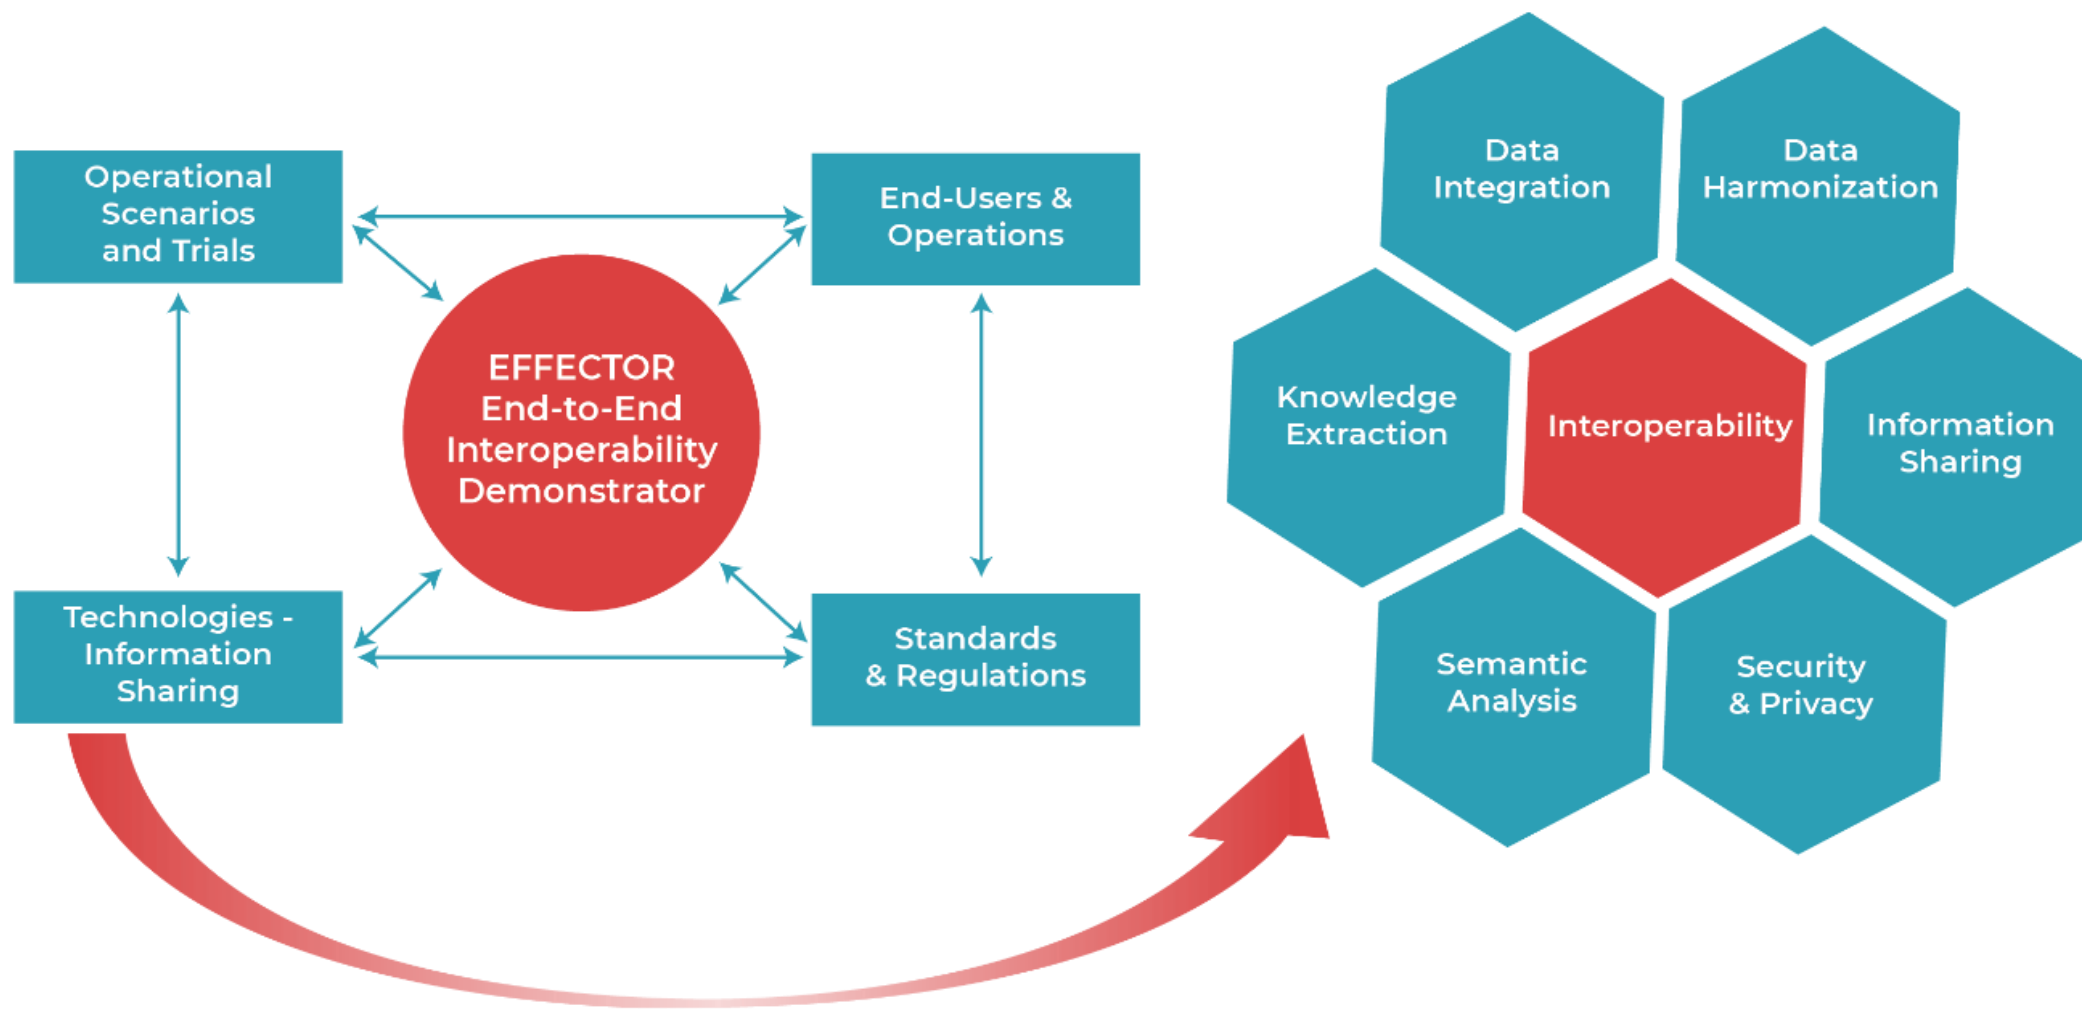 Operational
Scenarios
and Trials
End-Users &
Operations
EFFECTOR
End-to-End
Interoperability
Demonstrator
Technologies -
Information
Sharing
Standards
& Regulations
Data
Integration
Data
Harmonization
Knowledge
Extraction
Interoperability
Information
Sharing
Semantic
Analysis
Security
& Privacy